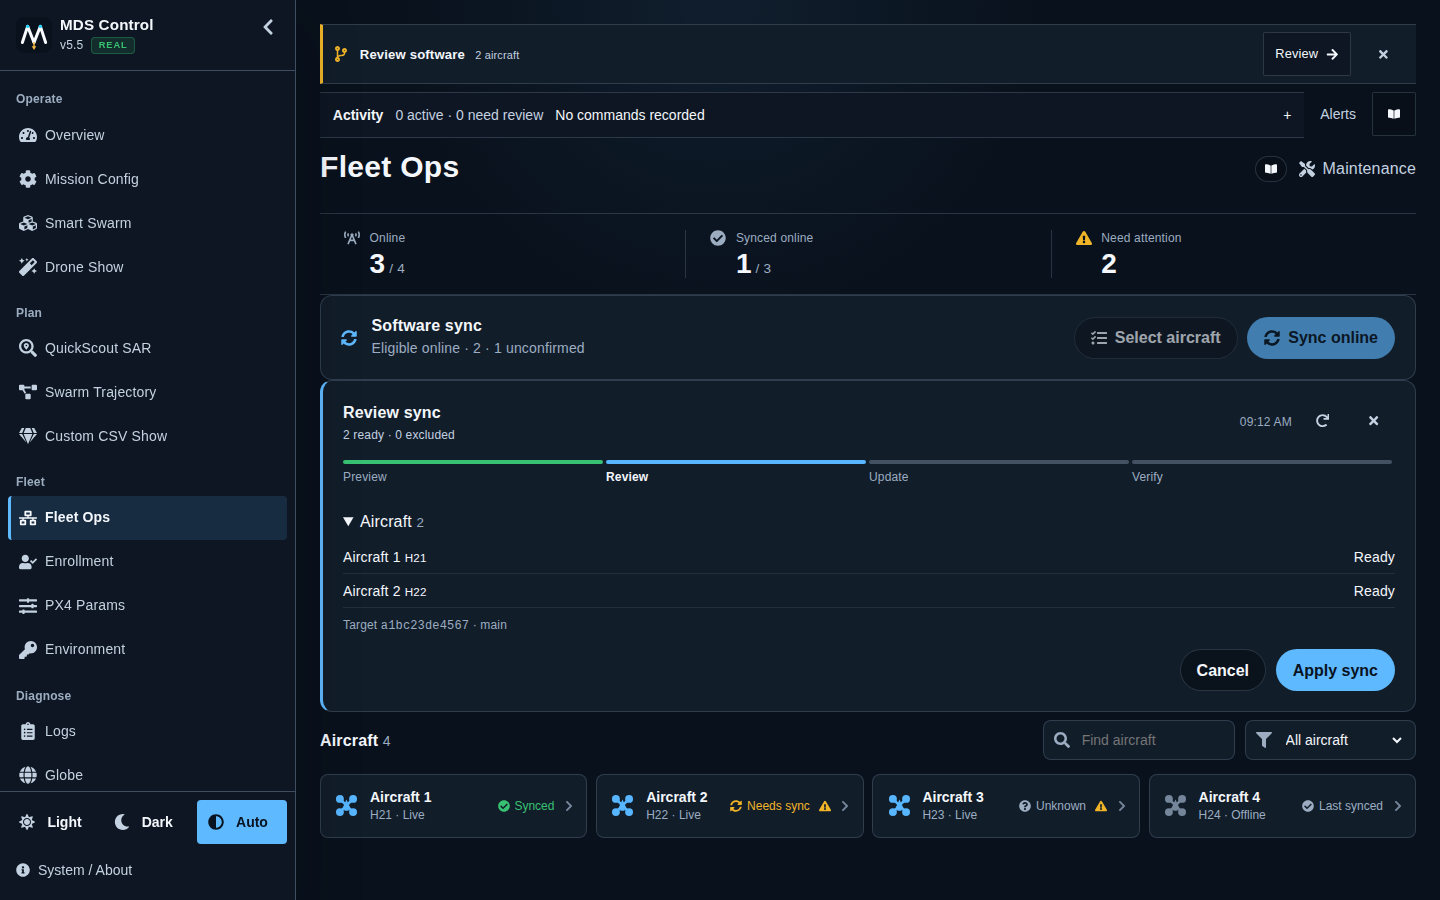 MDS Control
v5.5 REAL
Operate
Overview
Mission Config
Smart Swarm
Drone Show
Plan
QuickScout SAR
Swarm Trajectory
Custom CSV Show
Fleet
Fleet Ops
Enrollment
PX4 Params
Environment
Diagnose
Logs
Globe
Light Dark Auto
System / About
Review software 2 aircraft Review
Activity 0 active · 0 need review No commands recorded + Alerts
Fleet Ops Maintenance
Online
3 / 4
Synced online
1 / 3
Need attention
2
Software sync
Eligible online · 2 · 1 unconfirmed
Select aircraft Sync online
Review sync
2 ready · 0 excluded
09:12 AM
Preview Review Update Verify
Aircraft 2
Aircraft 1 H21 Ready
Aircraft 2 H22 Ready
Target a1bc23de4567 · main
Cancel Apply sync
Aircraft 4 Find aircraft All aircraft
Aircraft 1
H21 · Live
Synced
Aircraft 2
H22 · Live
Needs sync
Aircraft 3
H23 · Live
Unknown
Aircraft 4
H24 · Offline
Last synced